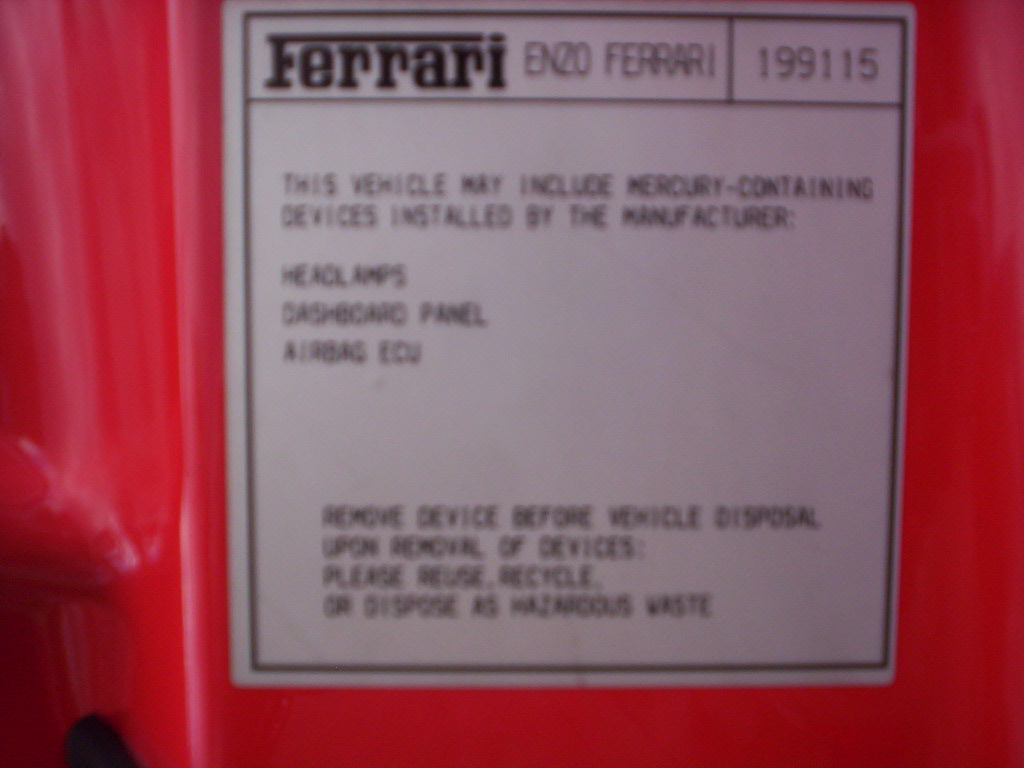 Ferrari ENZO FERRARI 199115
THIS VEHICLE MAY INCLUDE MERCURY-CONTAINING
DEVICES INSTALLED BY THE MANUFACTURER:
HEADLAMPS
DASHBOARD PANEL
AIRBAG ECU
REMOVE DEVICE BEFORE VEHICLE DISPOSAL
UPON REMOVAL OF DEVICES:
PLEASE REUSE, RECYCLE,
OR DISPOSE AS HAZARDOUS WASTE